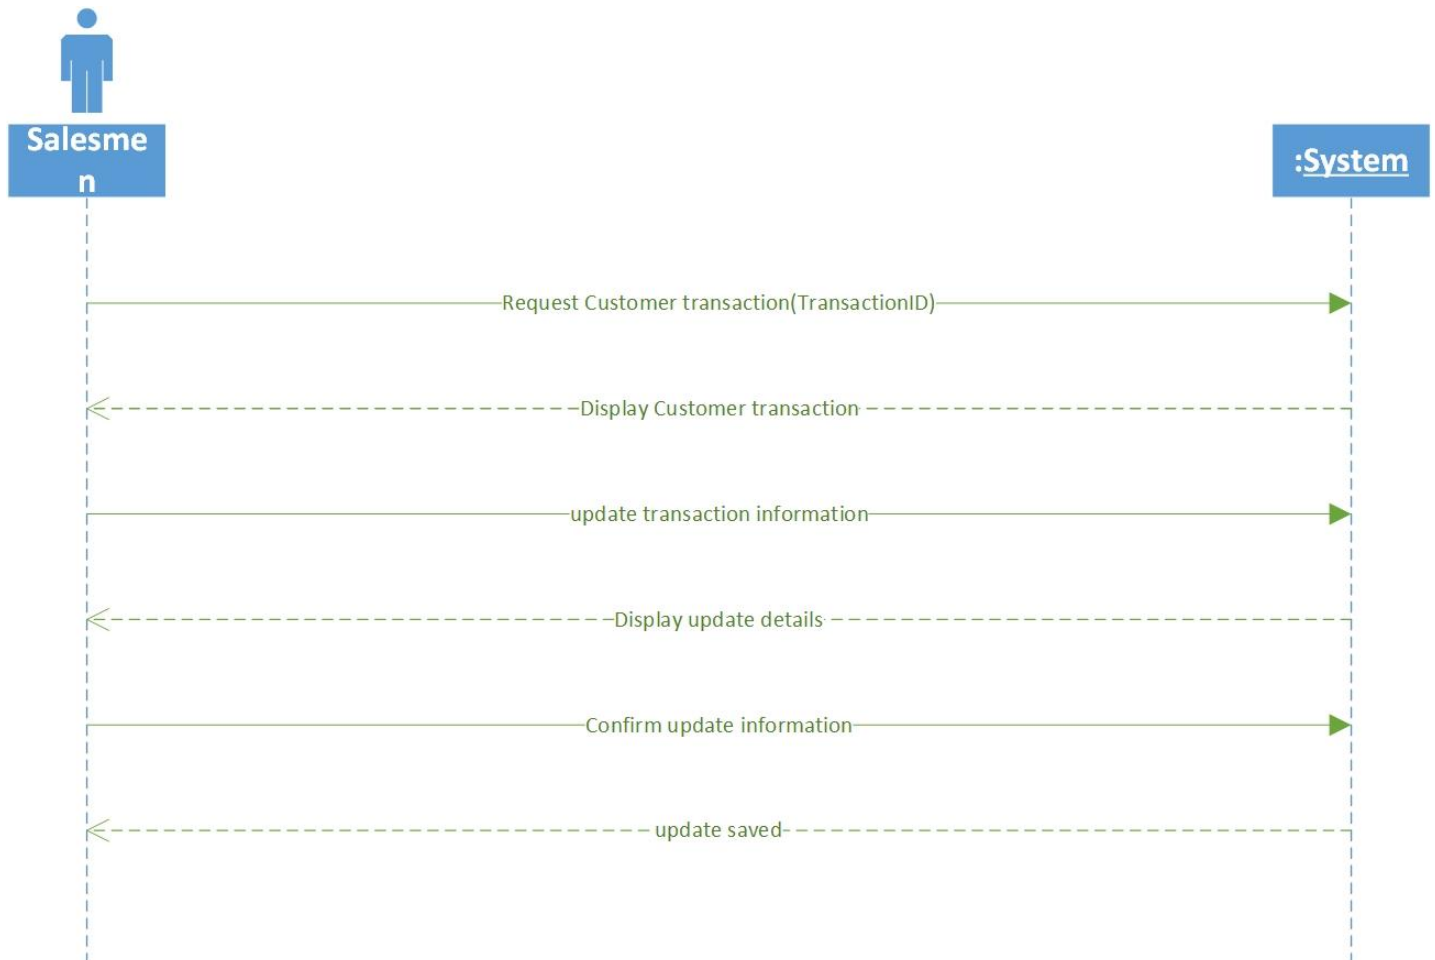 Salesme
n
:System
Request Customer transaction(TransactionID)
Display Customer transaction
update transaction information
Display update details
Confirm update information
update saved